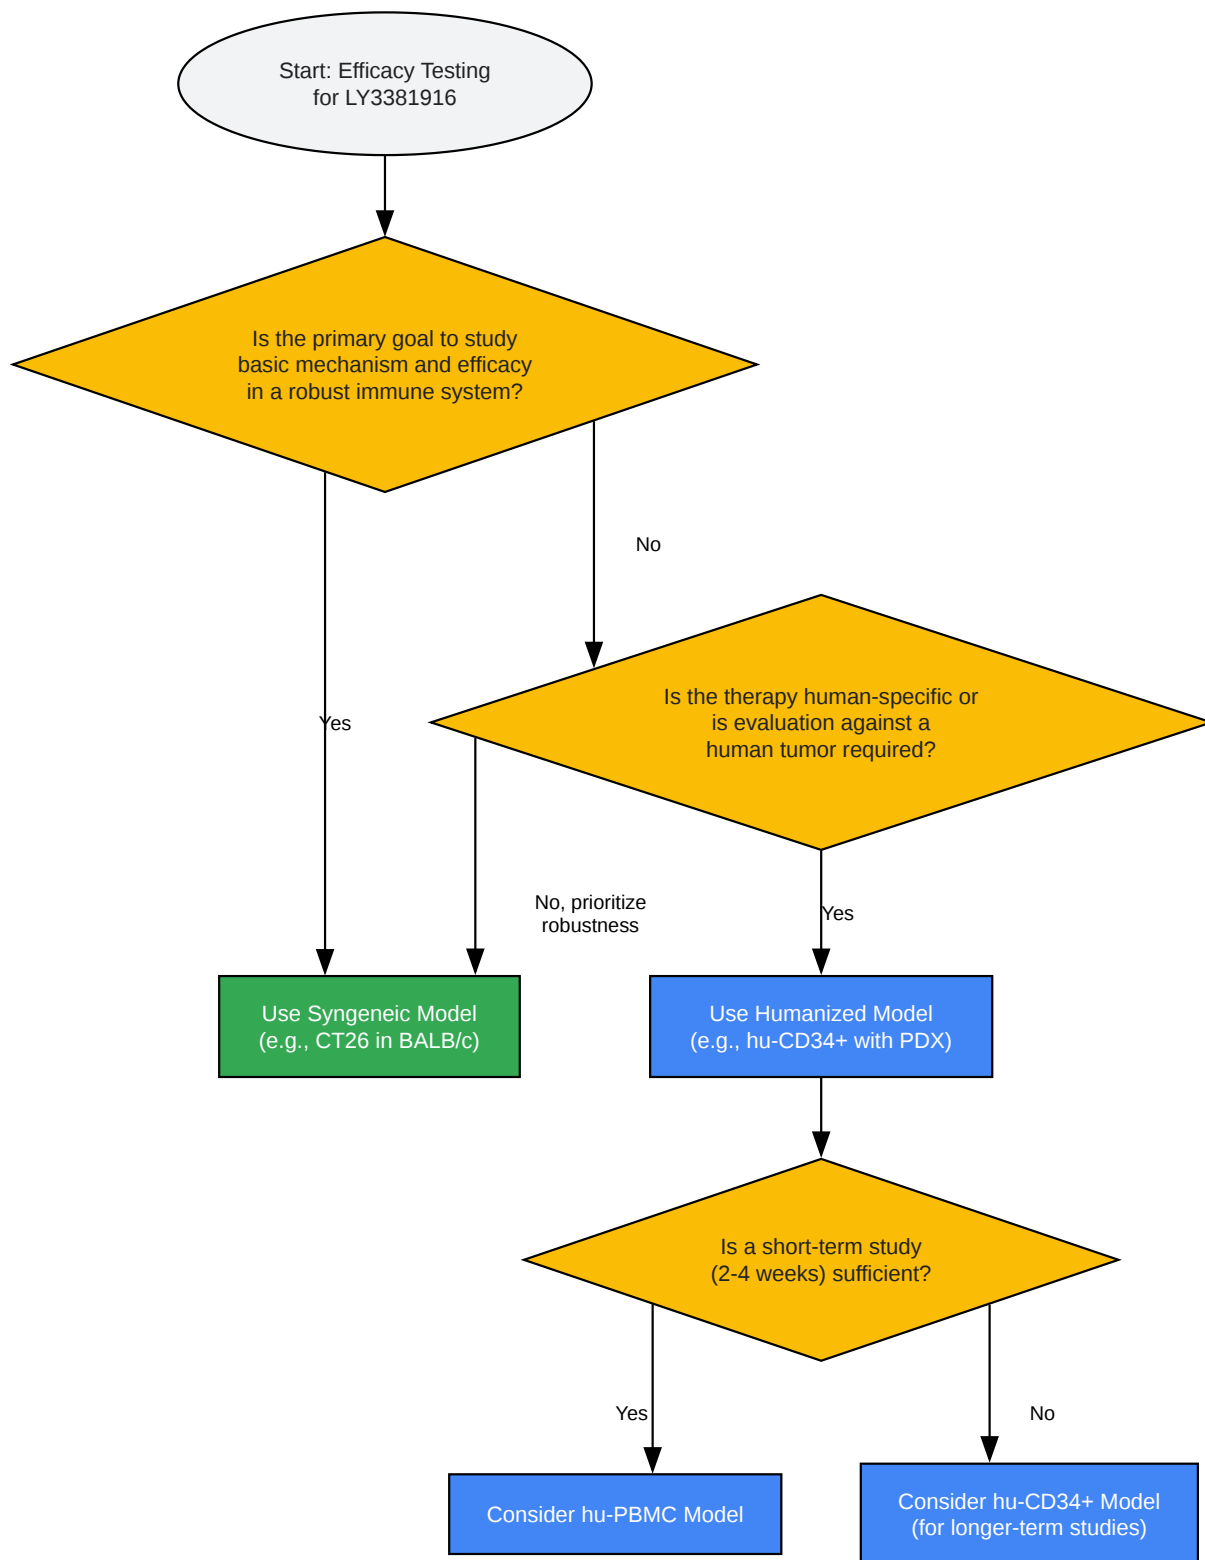 Start: Efficacy Testing
for LY3381916
Is the primary goal to study
basic mechanism and efficacy
in a robust immune system?
No
Is the therapy human-specific or
is evaluation against a
human tumor required?
Yes
No, prioritize
robustness
Yes
Use Syngeneic Model
(e.g., CT26 in BALB/c)
Use Humanized Model
(e.g., hu-CD34+ with PDX)
Is a short-term study
(2-4 weeks) sufficient?
Yes
No
Consider hu-PBMC Model
Consider hu-CD34+ Model
(for longer-term studies)